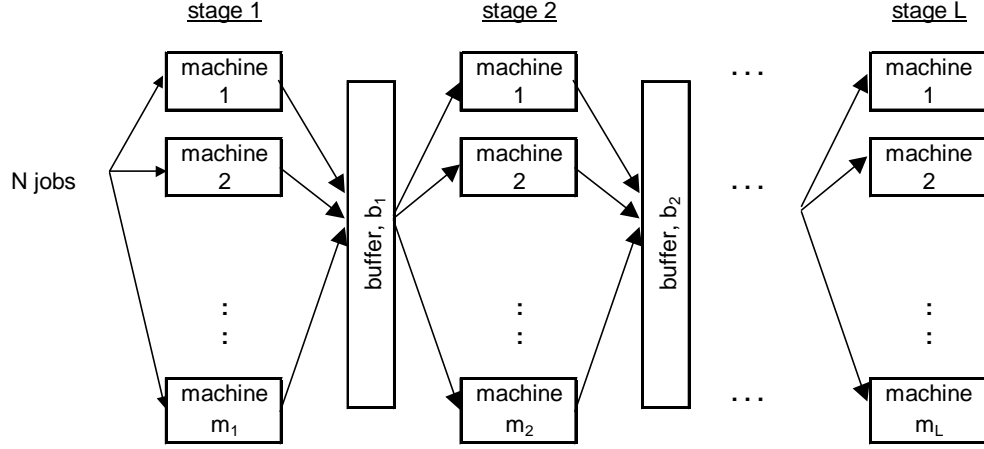 stage 1
stage 2
stage L
machine
1
machine
1
. . .
machine
1
machine
2
machine
2
machine
2
N jobs
buffer, b₁
buffer, b₂
. . .
:
:
:
:
:
:
machine
m₁
machine
m₂
. . .
machine
m_L